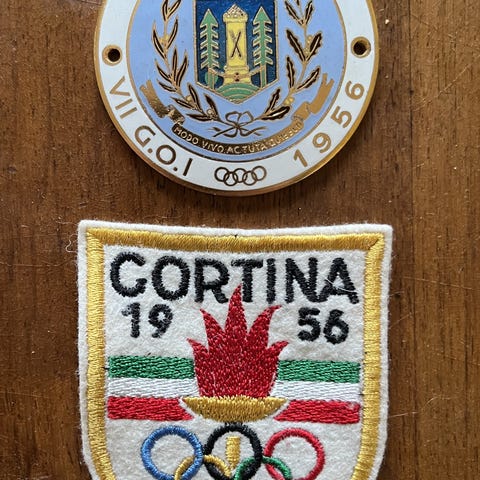 MODO VIVO AC TUTA QUIESCO
VII G.O.I 1956
CORTINA
19 56